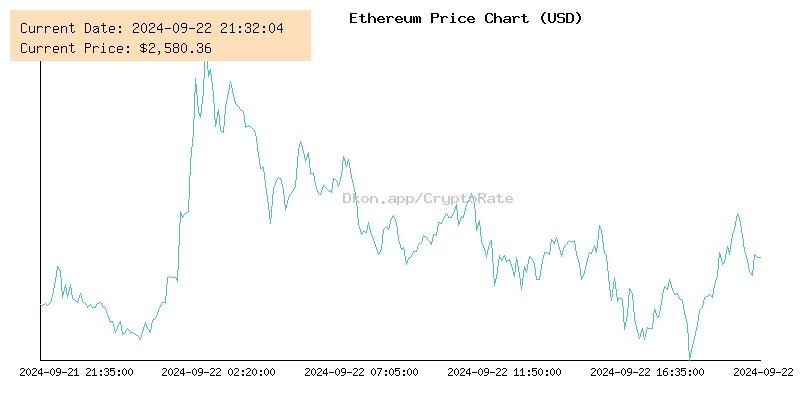 Ethereum Price Chart (USD)
Current Date: 2024-09-22 21:32:04
Current Price: $2,580.36
Dkon.app/CryptoRate
2024-09-21 21:35:00
2024-09-22 02:20:00
2024-09-22 07:05:00
2024-09-22 11:50:00
2024-09-22 16:35:00
2024-09-22